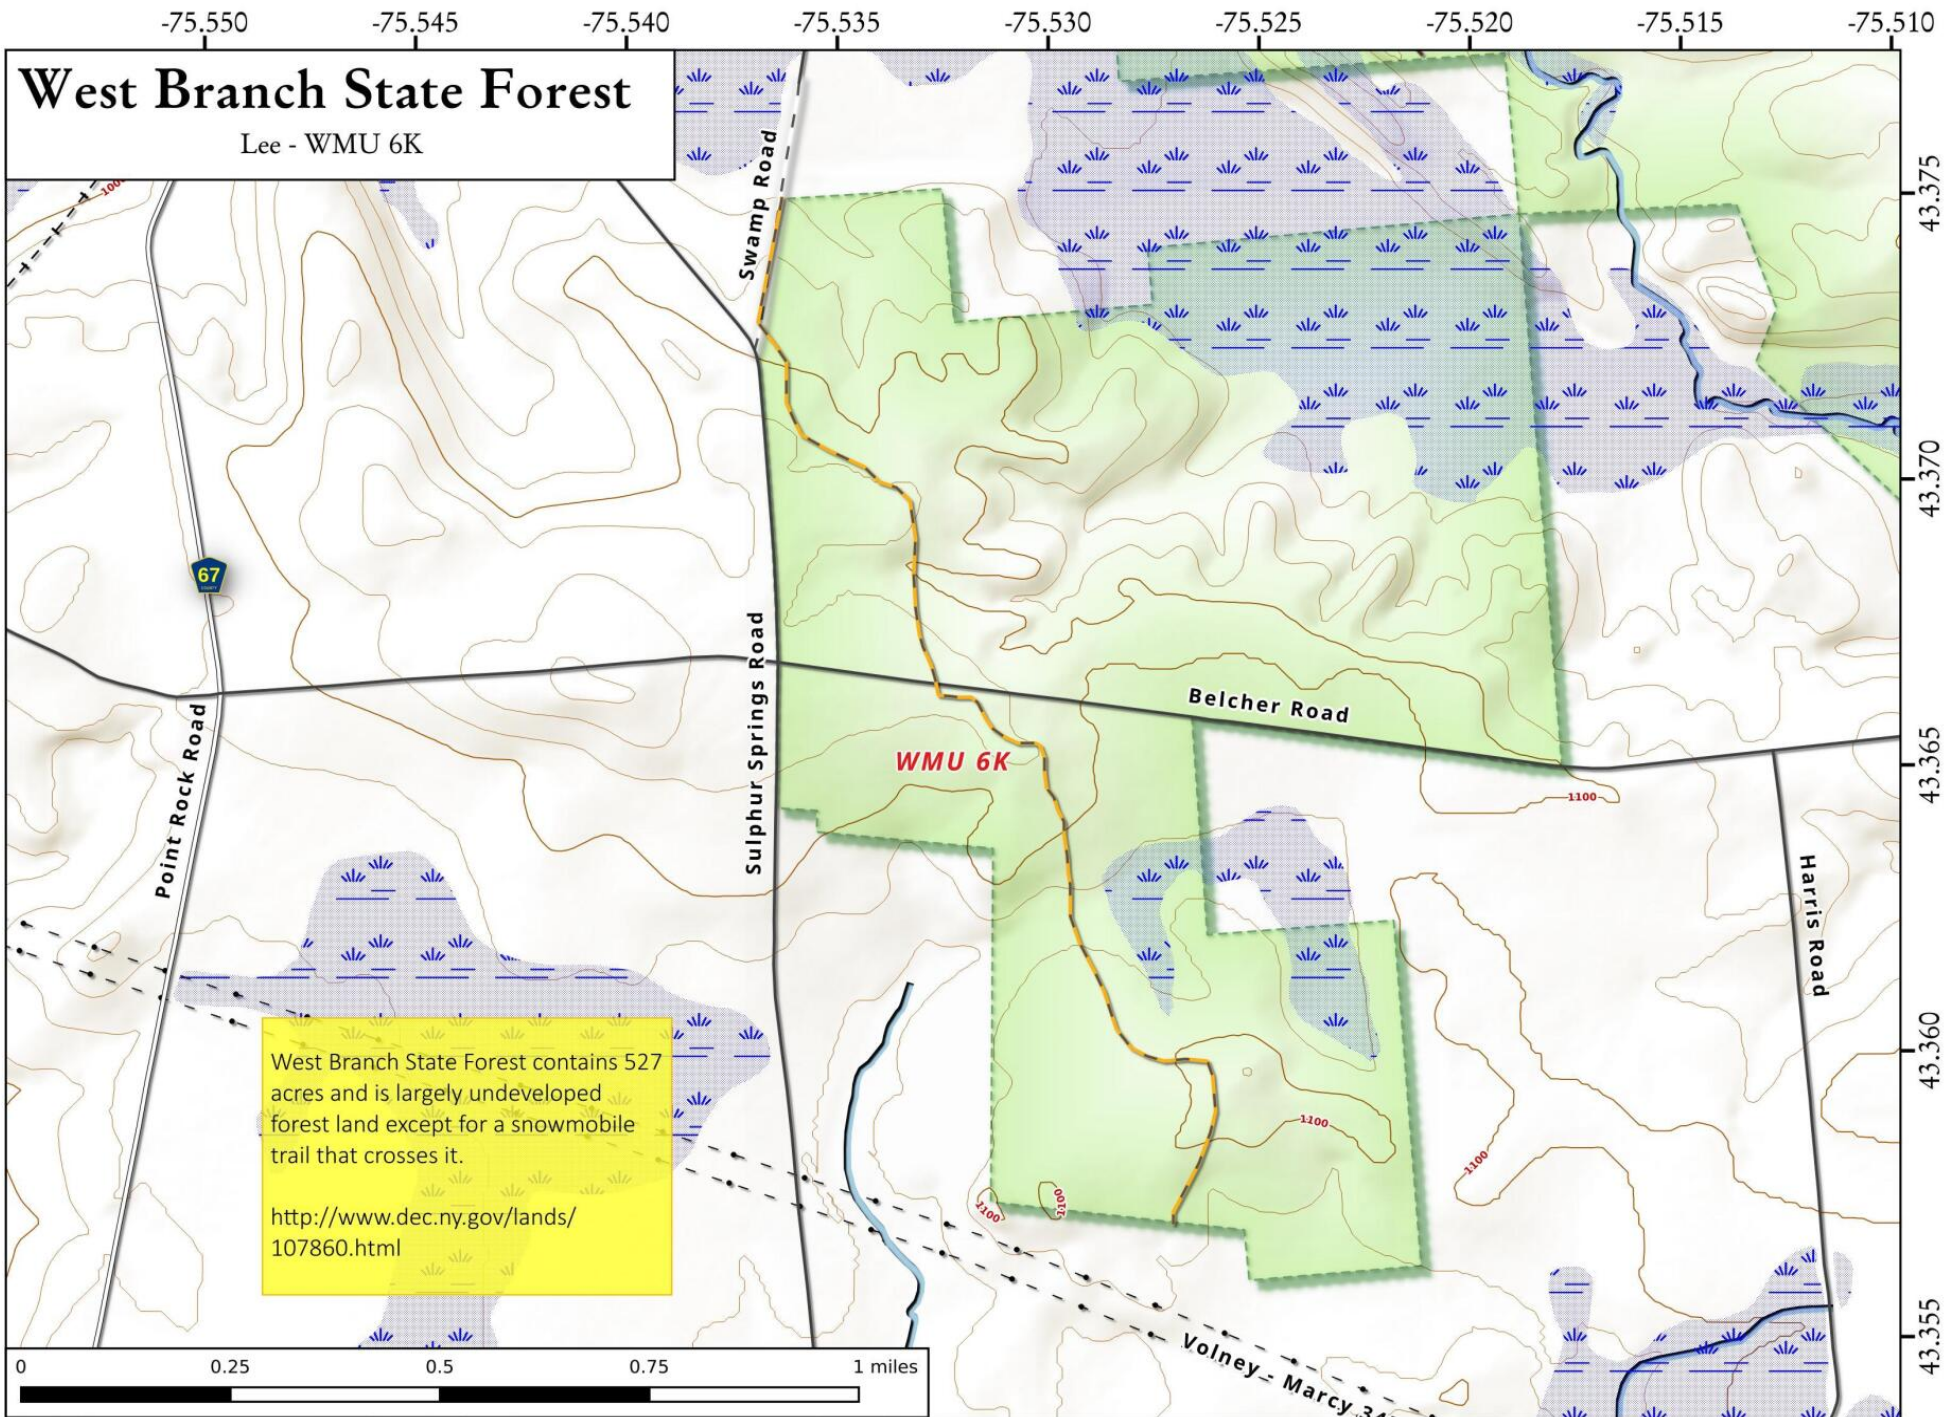 -75.550 -75.545 -75.540 -75.535 -75.530 -75.525 -75.520 -75.515 -75.510
West Branch State Forest
Lee - WMU 6K
Swamp Road
43.375
43.370
67
Sulphur Springs Road
Belcher Road
WMU 6K
Point Rock Road
43.365
1100
Harris Road
43.360
West Branch State Forest contains 527
acres and is largely undeveloped
forest land except for a snowmobile
trail that crosses it.
http://www.dec.ny.gov/lands/
107860.html
1100
1100
1100
1100
43.355
Volney - Marcy
0 0.25 0.5 0.75 1 miles